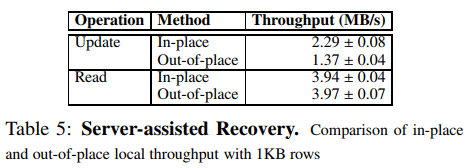 Operation Method Throughput (MB/s)
Update In-place 2.29 ± 0.08
Out-of-place 1.37 ± 0.04
Read In-place 3.94 ± 0.04
Out-of-place 3.97 ± 0.07
Table 5: Server-assisted Recovery. Comparison of in-place
and out-of-place local throughput with 1KB rows